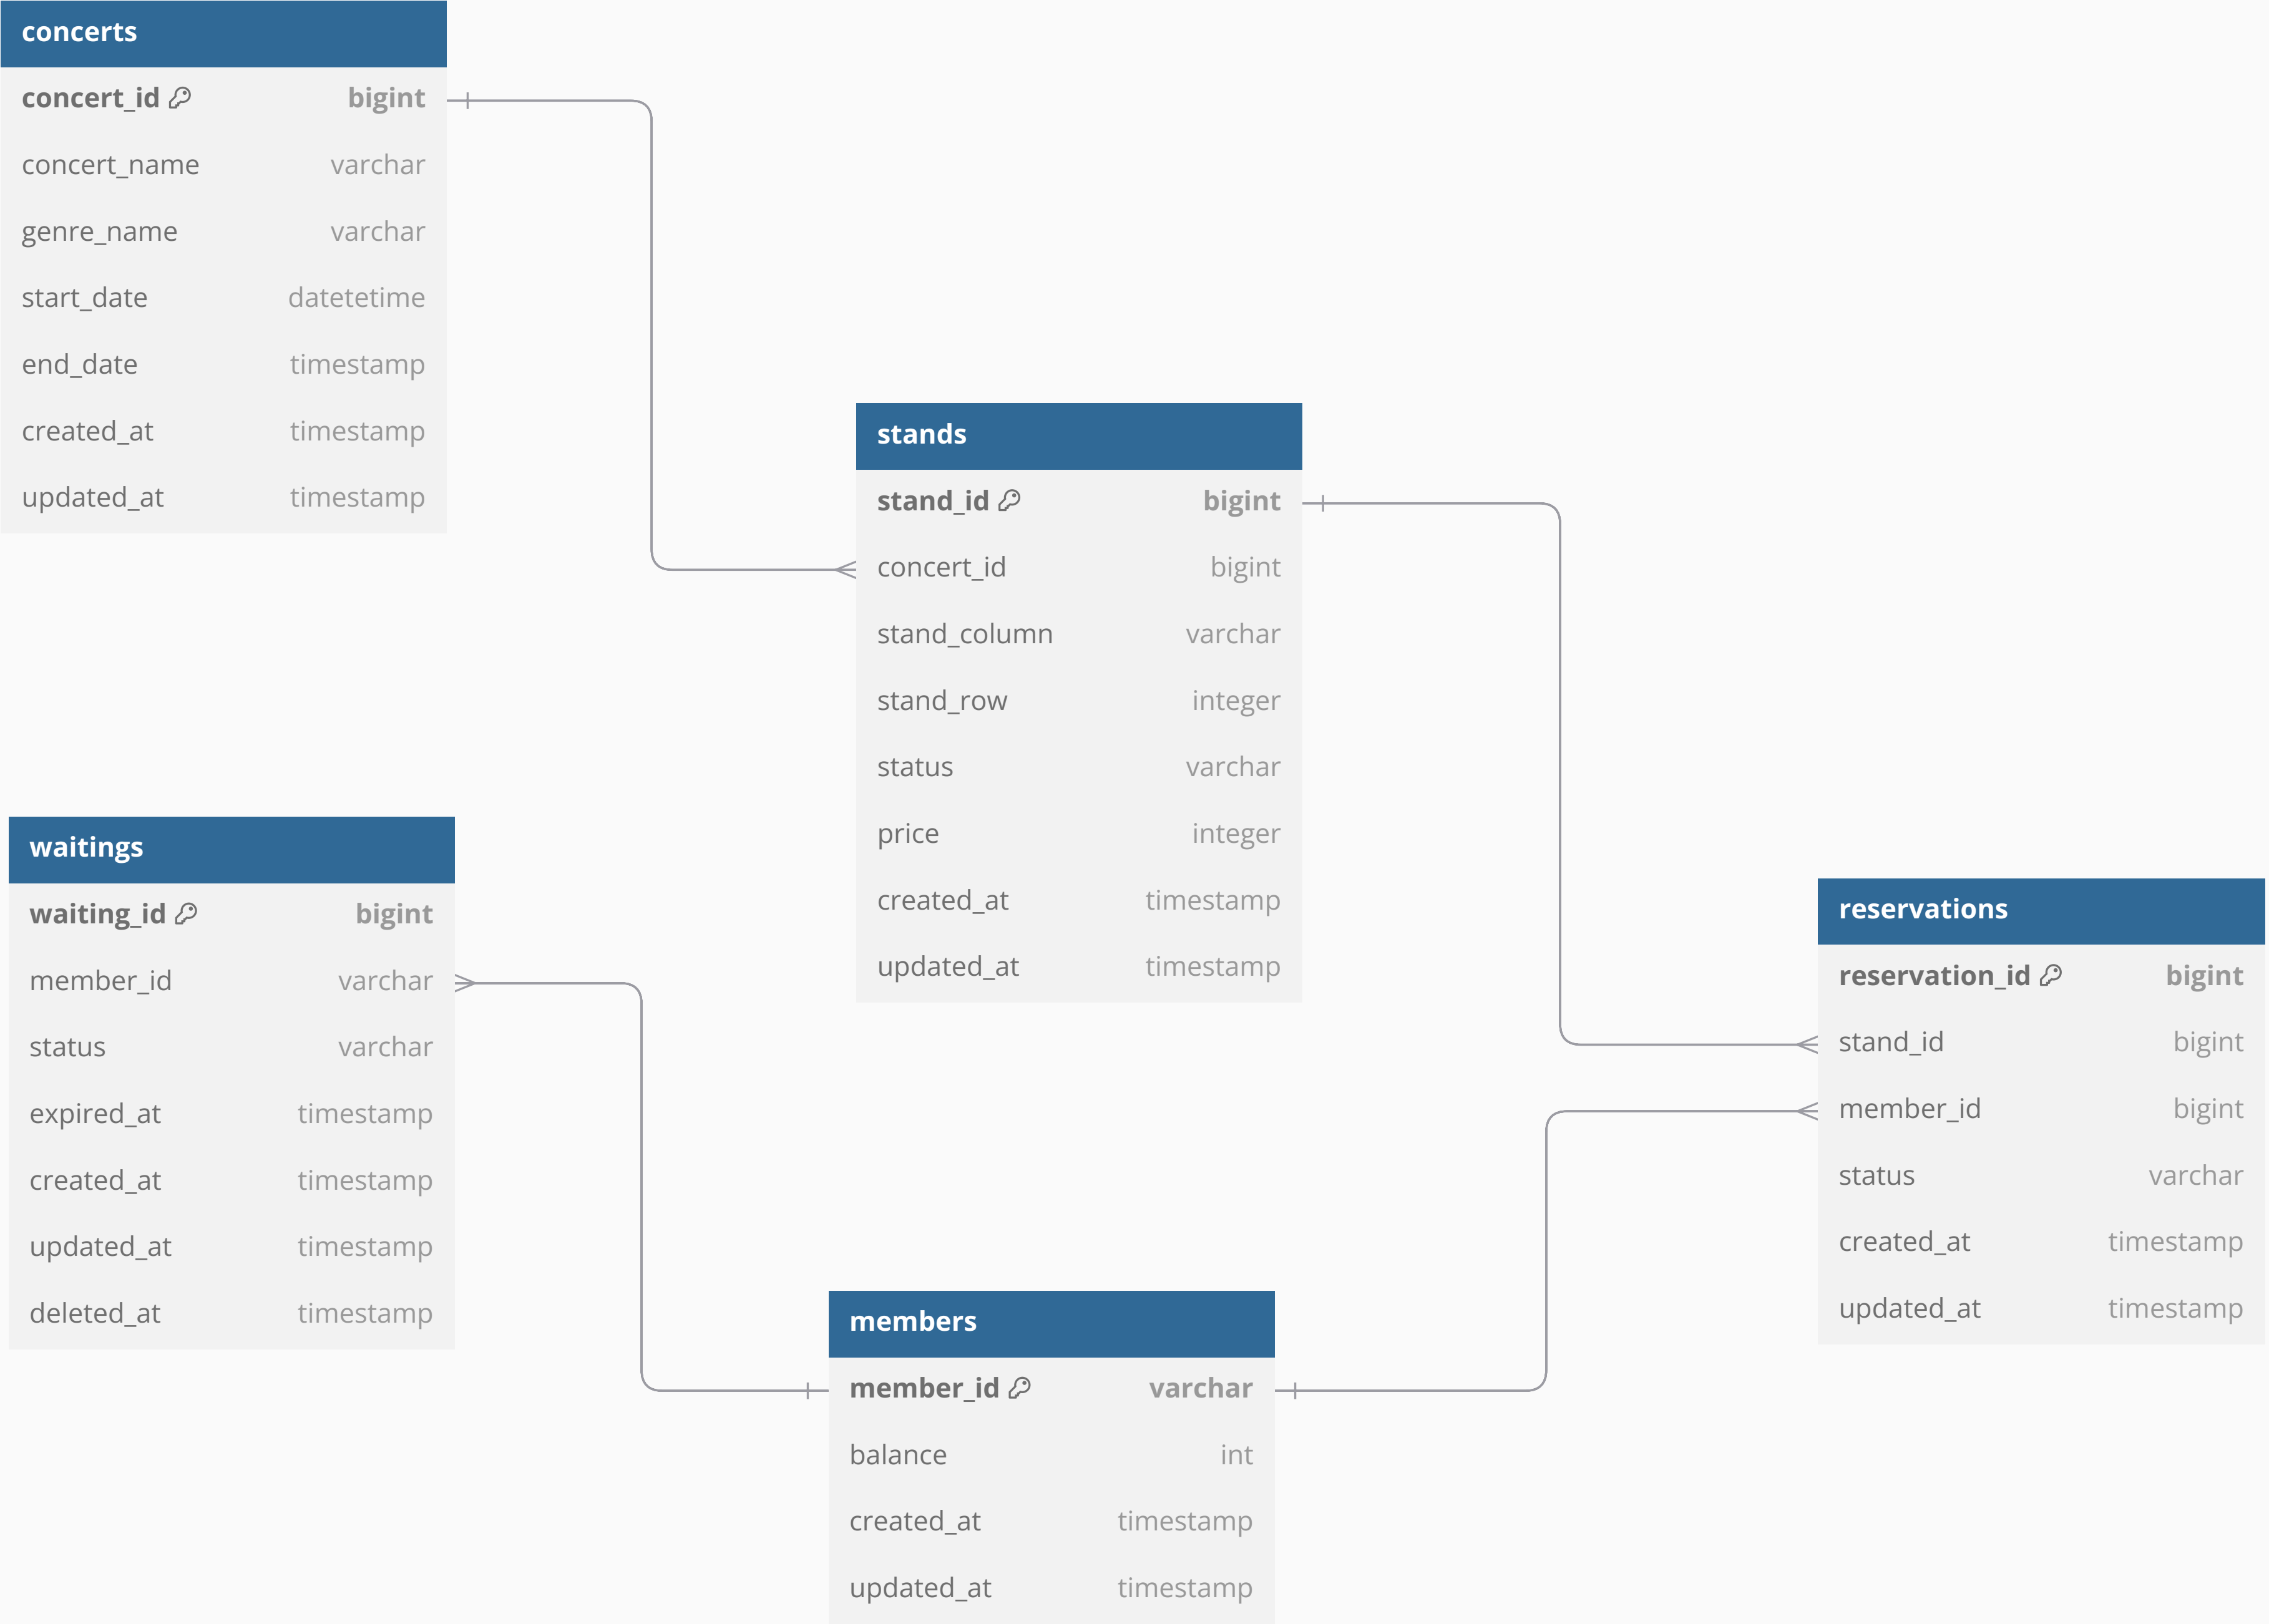 concerts
concert_id bigint
concert_name varchar
genre_name varchar
start_date datetetime
end_date timestamp
created_at timestamp
updated_at timestamp
stands
stand_id bigint
concert_id bigint
stand_column varchar
stand_row integer
status varchar
price integer
created_at timestamp
updated_at timestamp
waitings
waiting_id bigint
member_id varchar
status varchar
expired_at timestamp
created_at timestamp
updated_at timestamp
deleted_at timestamp
reservations
reservation_id bigint
stand_id bigint
member_id bigint
status varchar
created_at timestamp
updated_at timestamp
members
member_id varchar
balance int
created_at timestamp
updated_at timestamp